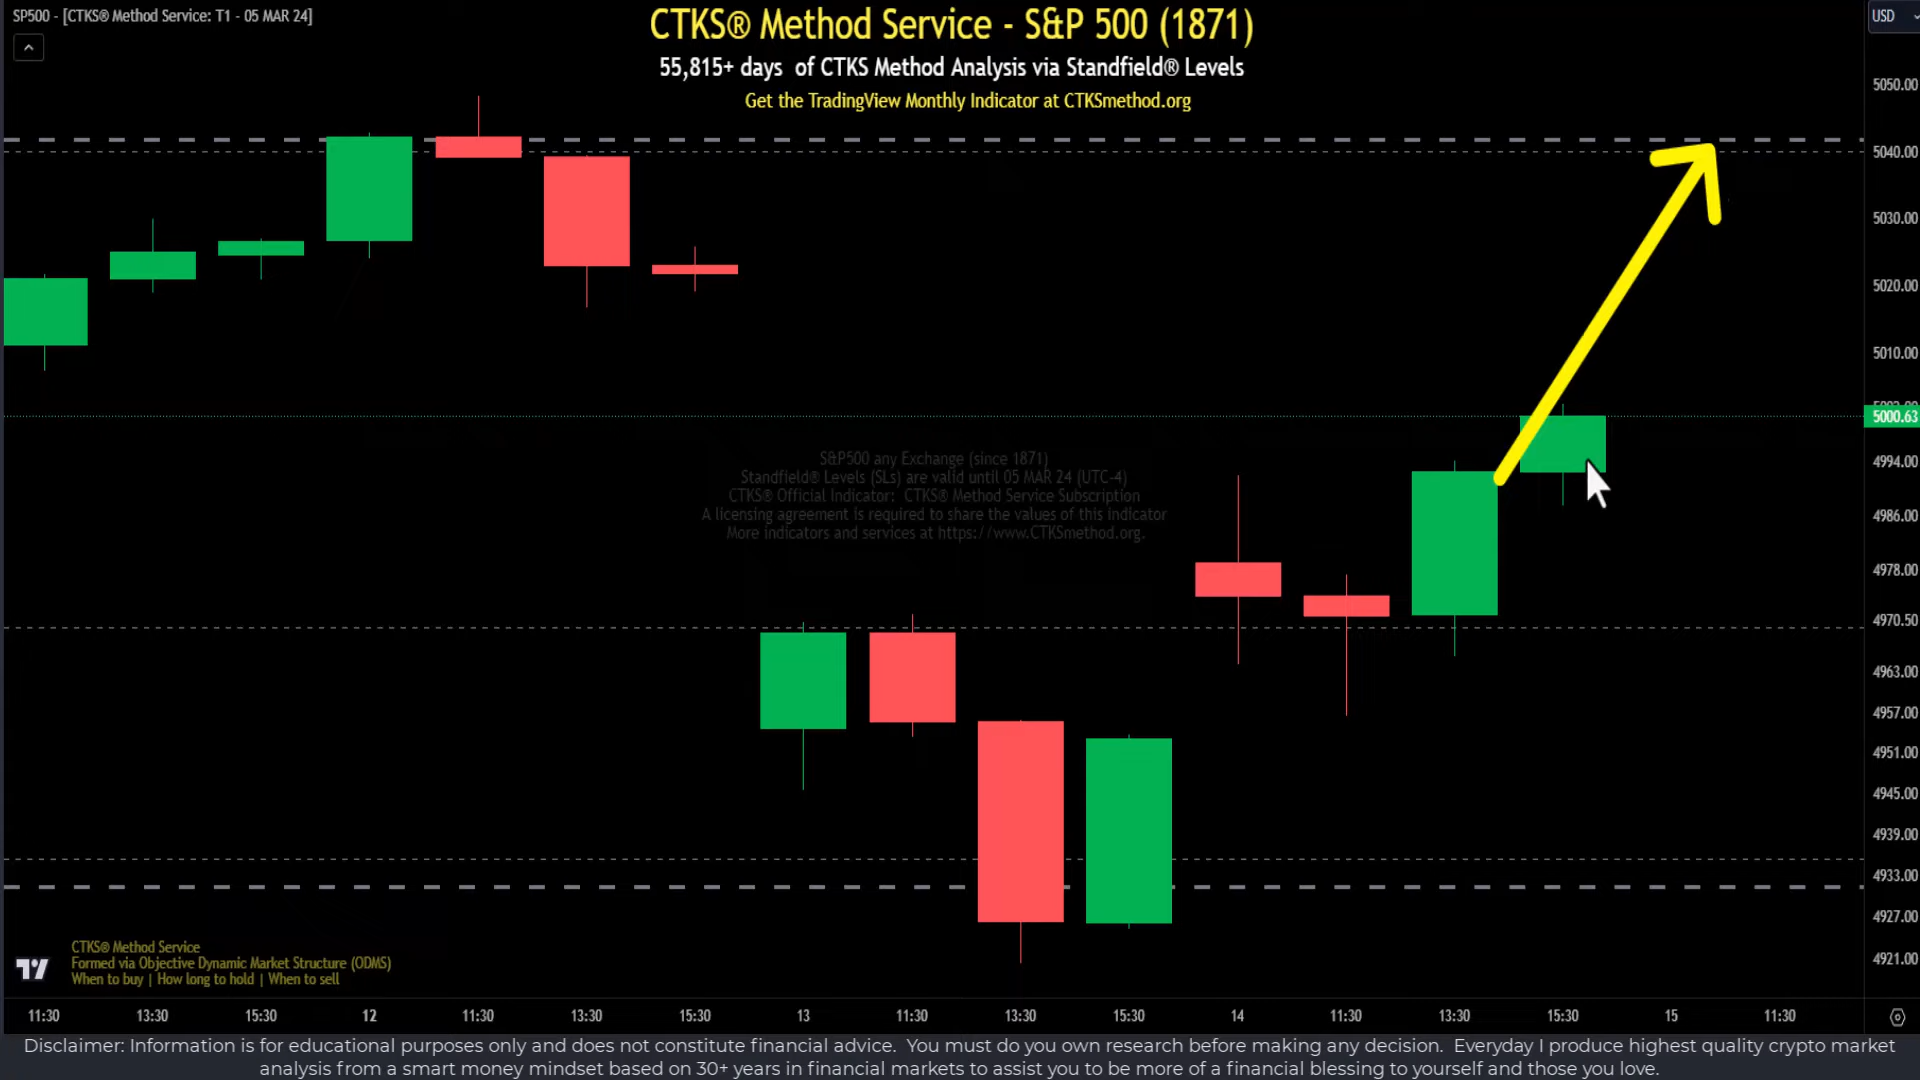 SP500 - [CTKS® Method Service: T1 - 05 MAR 24]
CTKS® Method Service - S&P 500 (1871)
55,815+ days of CTKS Method Analysis via Standfield® Levels
Get the TradingView Monthly Indicator at CTKSmethod.org
USD
5050.00
5040.00
5030.00
5020.00
5010.00
5000.63
4994.00
4986.00
4978.00
4970.50
4963.00
4957.00
4951.00
4945.00
4939.00
4933.00
4927.00
4921.00
S&P500 any Exchange (since 1871)
Standfield® Levels (SLs) are valid until 05 MAR 24 (UTC-4)
CTKS® Official Indicator: CTKS® Method Service Subscription
A licensing agreement is required to share the values of this indicator
More indicators and services at https://www.CTKSmethod.org.
CTKS® Method Service
Formed via Objective Dynamic Market Structure (ODMS)
When to buy | How long to hold | When to sell
11:30 13:30 15:30 12 11:30 13:30 15:30 13 11:30 13:30 15:30 14 11:30 13:30 15:30 15 11:30
Disclaimer: Information is for educational purposes only and does not constitute financial advice. You must do you own research before making any decision. Everyday I produce highest quality crypto market
analysis from a smart money mindset based on 30+ years in financial markets to assist you to be more of a financial blessing to yourself and those you love.